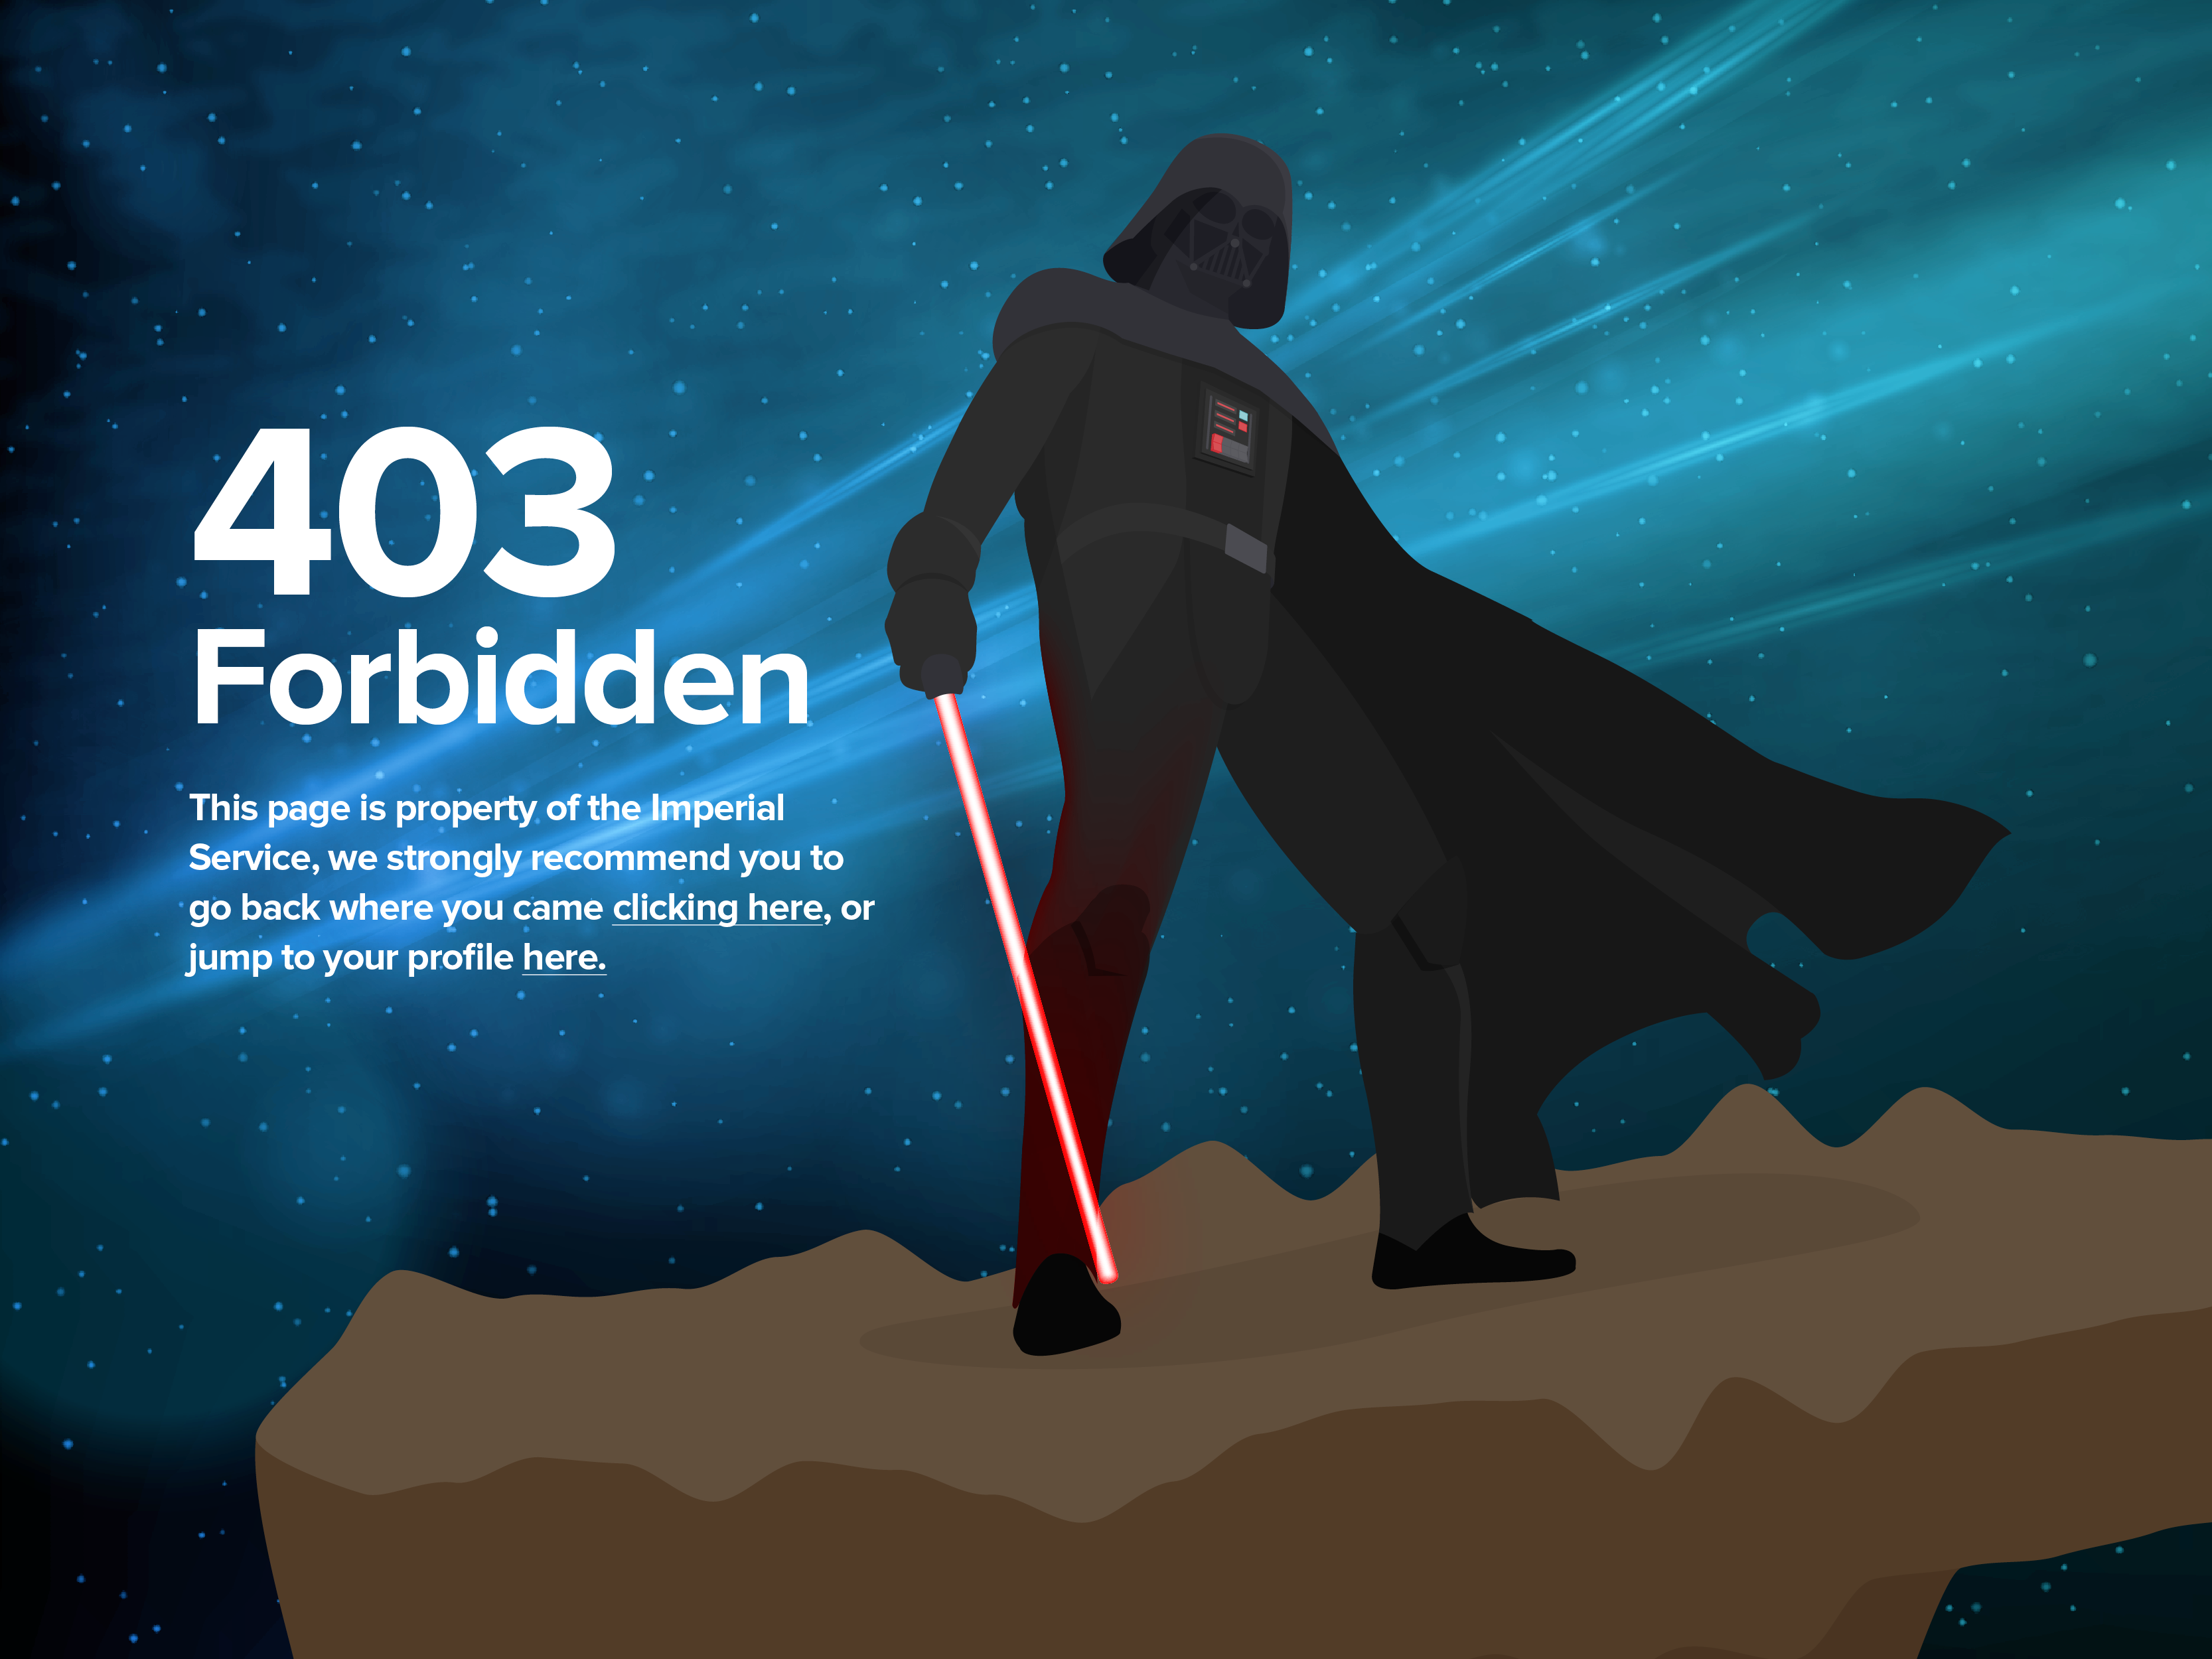 403
Forbidden
This page is property of the Imperial
Service, we strongly recommend you to
go back where you came clicking here, or
jump to your profile here.